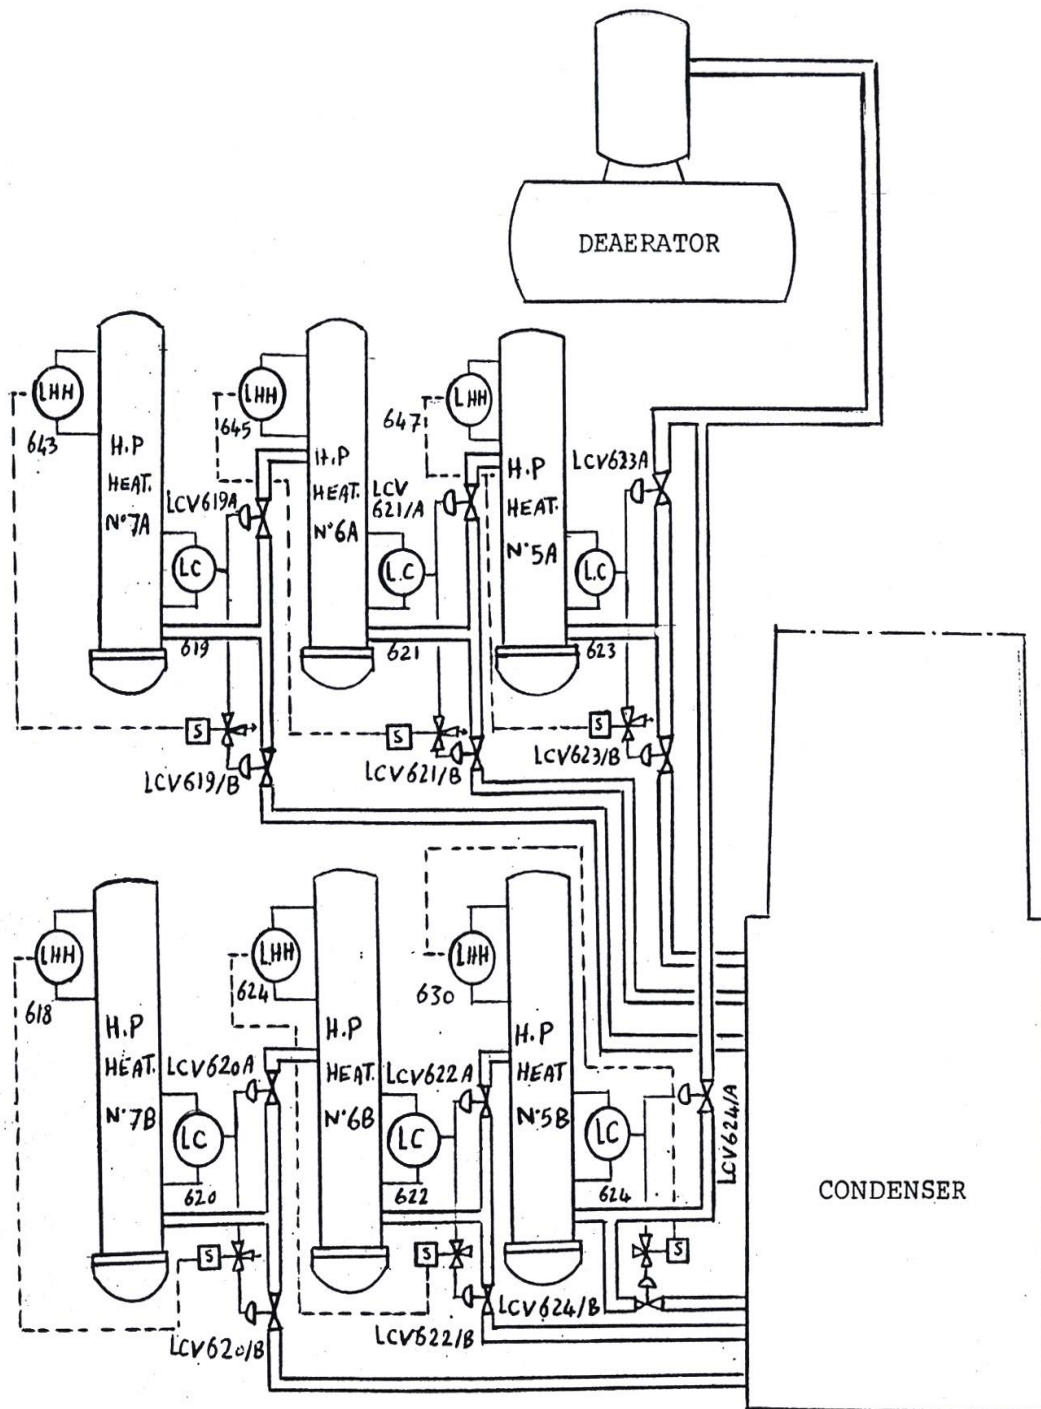 DEAERATOR
LHH
643
H.P
HEAT.
N°7A
LC
619
LCV619A
S
LCV619/B
LHH
645
H.P
HEAT.
N°6A
L.C
621
LCV
621/A
S
LCV621/B
LHH
647
H.P
HEAT.
N°5A
L.C
623
LCV623A
S
LCV623/B
LHH
618
H.P
HEAT.
N°7B
LC
620
LCV620A
S
LCV620/B
LHH
624
H.P
HEAT.
N°6B
LC
622
LCV622A
S
LCV622/B
LHH
630
H.P
HEAT
N°5B
LC
624
LCV624/A
S
LCV624/B
CONDENSER